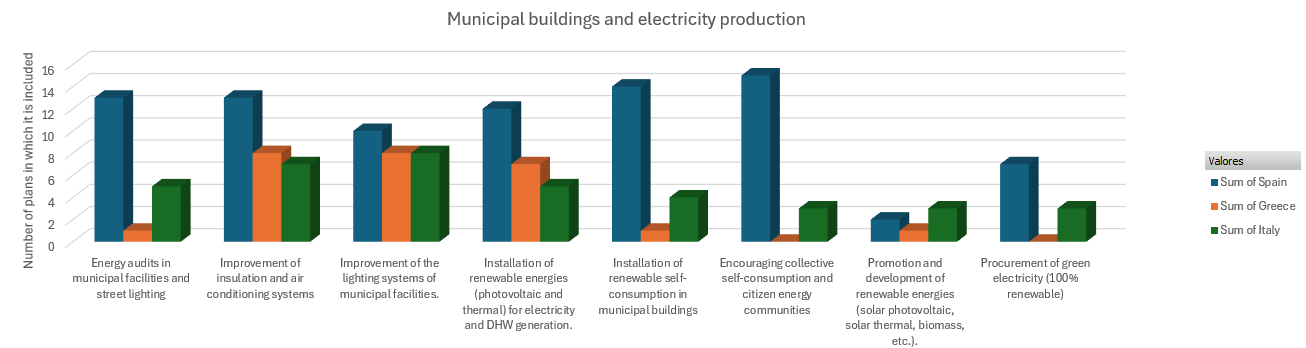 Municipal buildings and electricity production
Number of plans in which it is included
16
14
12
10
8
6
4
2
0
Energy audits in
municipal facilities and
street lighting
Improvement of
insulation and air
conditioning systems
Improvement of the
lighting systems of
municipal facilities.
Installation of
renewable energies
(photovoltaic and
thermal) for electricity
and DHW generation.
Installation of
renewable self-
consumption in
municipal buildings
Encouraging collective
self-consumption and
citizen energy
communities
Promotion and
development of
renewable energies
(solar photovoltaic,
solar thermal, biomass,
etc.).
Procurement of green
electricity (100%
renewable)
Valores
Sum of Spain
Sum of Greece
Sum of Italy